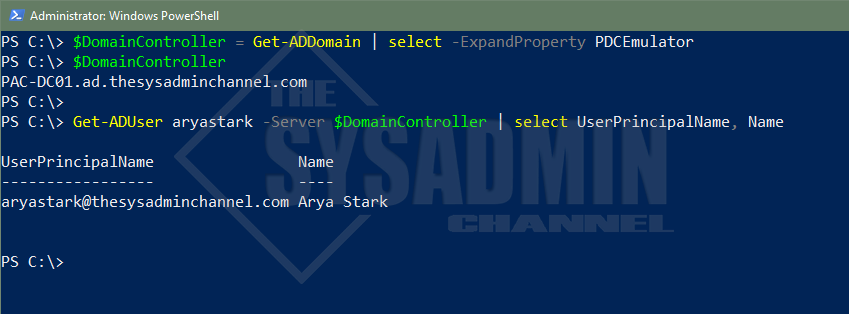 Administrator: Windows PowerShell
PS C:\> $DomainController = Get-ADDomain | select -ExpandProperty PDCEmulator
PS C:\> $DomainController
PAC-DC01.ad.thesysadminchannel.com
PS C:\>
PS C:\> Get-ADUser aryastark -Server $DomainController | select UserPrincipalName, Name
UserPrincipalName Name
----------------- ----
aryastark@thesysadminchannel.com Arya Stark
PS C:\>
THE
SYSADMIN
CHANNEL